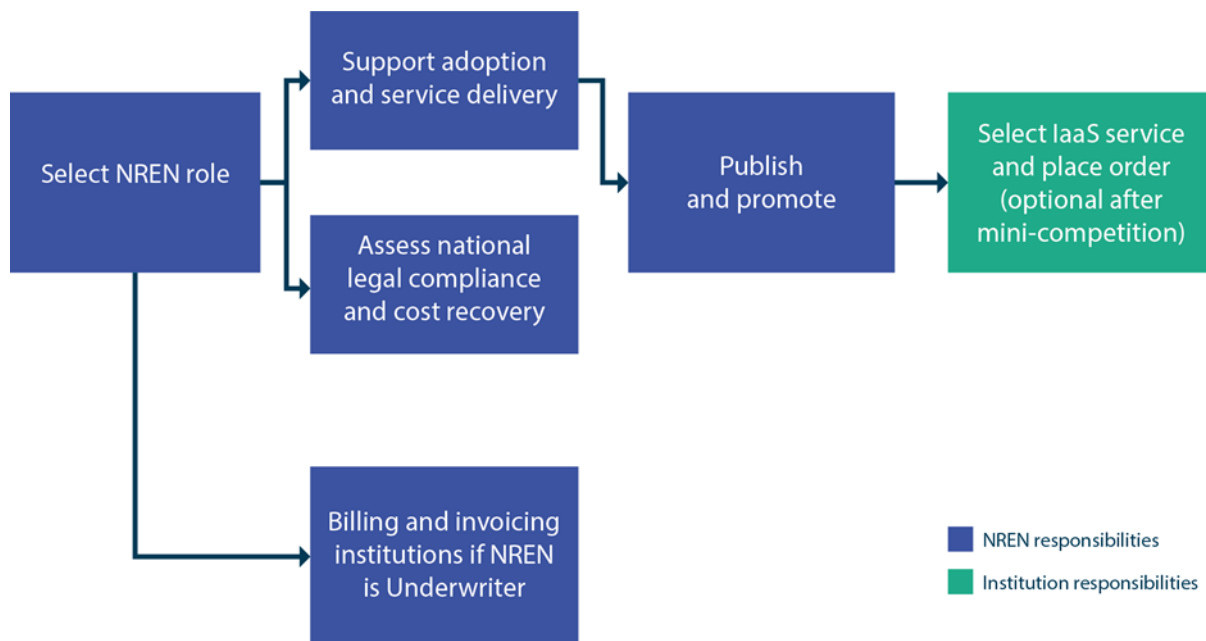 Select NREN role
Support adoption
and service delivery
Assess national
legal compliance
and cost recovery
Billing and invoicing
institutions if NREN
is Underwriter
Publish
and promote
Select IaaS service
and place order
(optional after
mini-competition)
NREN responsibilities
Institution responsibilities